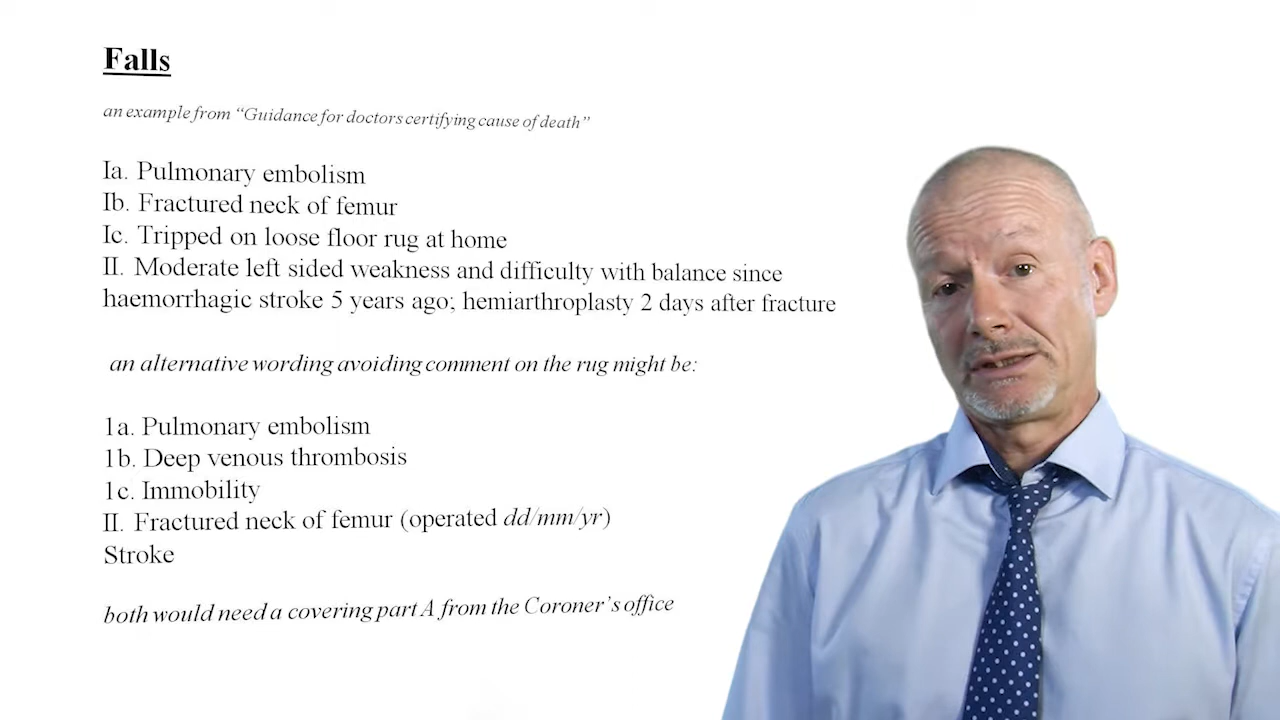 Falls
an example from “Guidance for doctors certifying cause of death”
Ia. Pulmonary embolism
Ib. Fractured neck of femur
Ic. Tripped on loose floor rug at home
II. Moderate left sided weakness and difficulty with balance since
haemorrhagic stroke 5 years ago; hemiarthroplasty 2 days after fracture
an alternative wording avoiding comment on the rug might be:
1a. Pulmonary embolism
1b. Deep venous thrombosis
1c. Immobility
II. Fractured neck of femur (operated dd/mm/yr)
Stroke
both would need a covering part A from the Coroner’s office